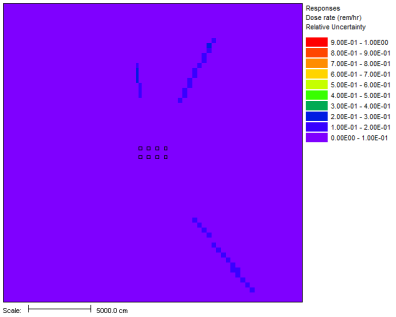 Responses
Dose rate (rem/hr)
Relative Uncertainty
9.00E-01 - 1.00E00
8.00E-01 - 9.00E-01
7.00E-01 - 8.00E-01
6.00E-01 - 7.00E-01
5.00E-01 - 6.00E-01
4.00E-01 - 5.00E-01
3.00E-01 - 4.00E-01
2.00E-01 - 3.00E-01
1.00E-01 - 2.00E-01
0.00E00 - 1.00E-01
Scale: 5000.0 cm